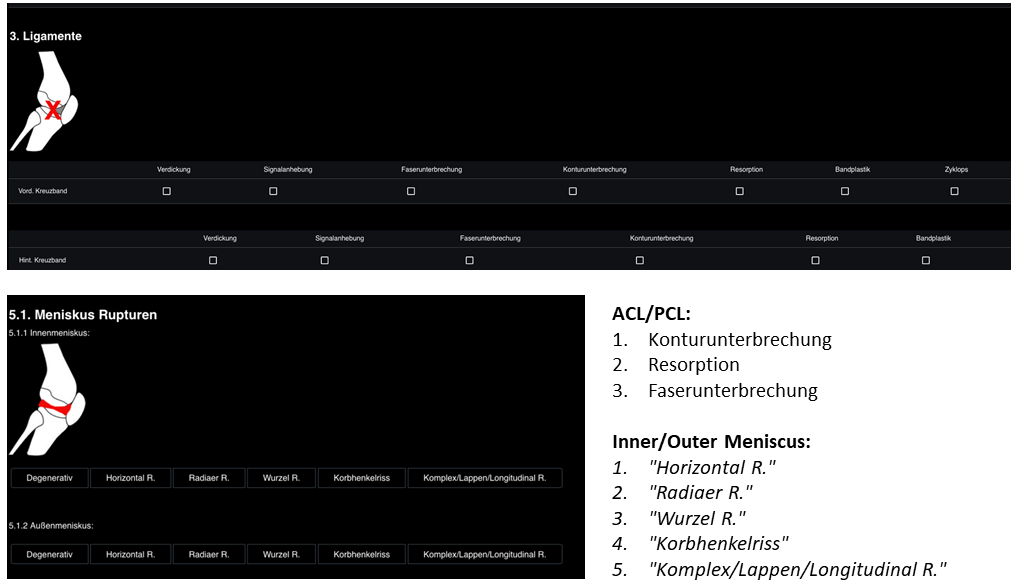 3. Ligamente
X
Verdickung Signalanhebung Faserunterbrechung Konturunterbrechung Resorption Bandplastik Zyklops
Vord. Kreuzband
Verdickung Signalanhebung Faserunterbrechung Konturunterbrechung Resorption Bandplastik
Hint. Kreuzband
5.1. Meniskus Rupturen
5.1.1 Innenmeniskus:
Degenerativ Horizontal R. Radiaer R. Wurzel R. Korbhenkelriss Komplex/Lappen/Longitudinal R.
5.1.2 Außenmeniskus:
Degenerativ Horizontal R. Radiaer R. Wurzel R. Korbhenkelriss Komplex/Lappen/Longitudinal R.
ACL/PCL:
1. Konturunterbrechung
2. Resorption
3. Faserunterbrechung
Inner/Outer Meniscus:
1. "Horizontal R."
2. "Radiaer R."
3. "Wurzel R."
4. "Korbhenkelriss"
5. "Komplex/Lappen/Longitudinal R."